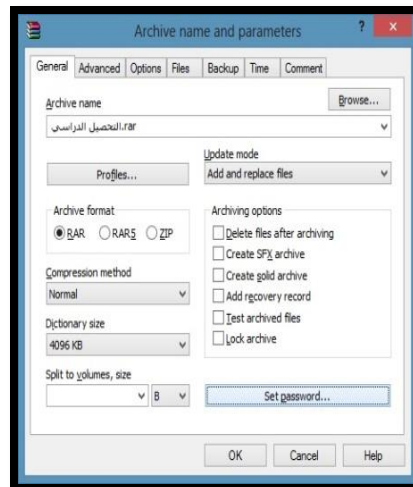 Archive name and parameters
?
x
General Advanced Options Files Backup Time Comment
Archive name
Browse...
التحصيل الدراسي.rar
Profiles...
Update mode
Add and replace files
Archive format
RAR RAR5 ZIP
Compression method
Normal
Dictionary size
4096 KB
Split to volumes, size
B
Archiving options
Delete files after archiving
Create SFX archive
Create solid archive
Add recovery record
Test archived files
Lock archive
Set password...
OK Cancel Help